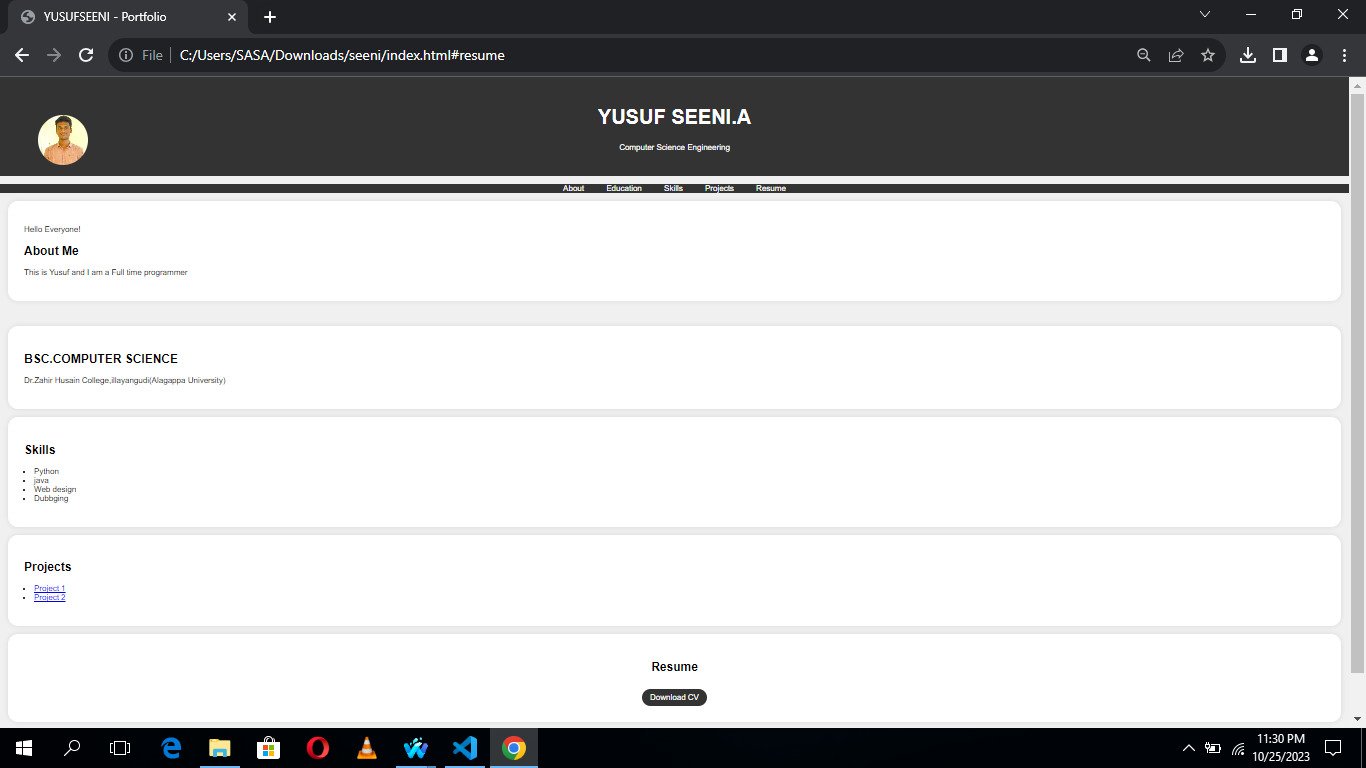 YUSUFSEENI - Portfolio
File C:/Users/SASA/Downloads/seeni/index.html#resume
YUSUF SEENI.A
Computer Science Engineering
About Education Skills Projects Resume
Hello Everyone!
About Me
This is Yusuf and I am a Full time programmer
BSC.COMPUTER SCIENCE
Dr.Zahir Husain College,illayangudi(Alagappa University)
Skills
Python
java
Web design
Dubbging
Projects
Project 1
Project 2
Resume
Download CV
11:30 PM
10/25/2023